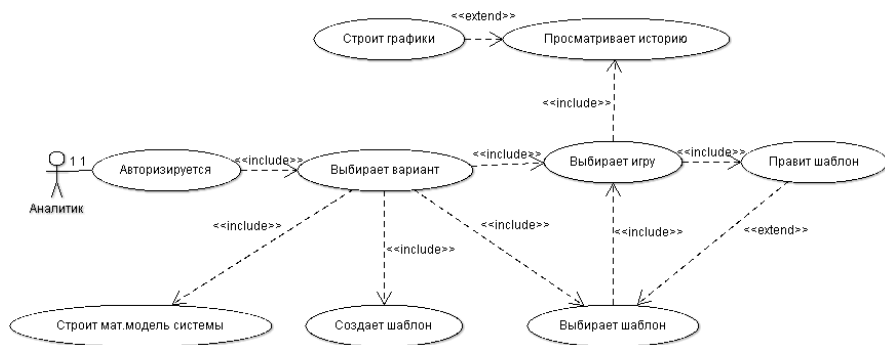 <<extend>>
Строит графики
Просматривает историю
<<include>>
1 1
Авторизируется
<<include>>
Выбирает вариант
<<include>>
Выбирает игру
<<include>>
Правит шаблон
Аналитик
<<include>>
<<include>>
<<include>>
<<include>>
<<extend>>
Строит мат.модель системы
Создает шаблон
Выбирает шаблон